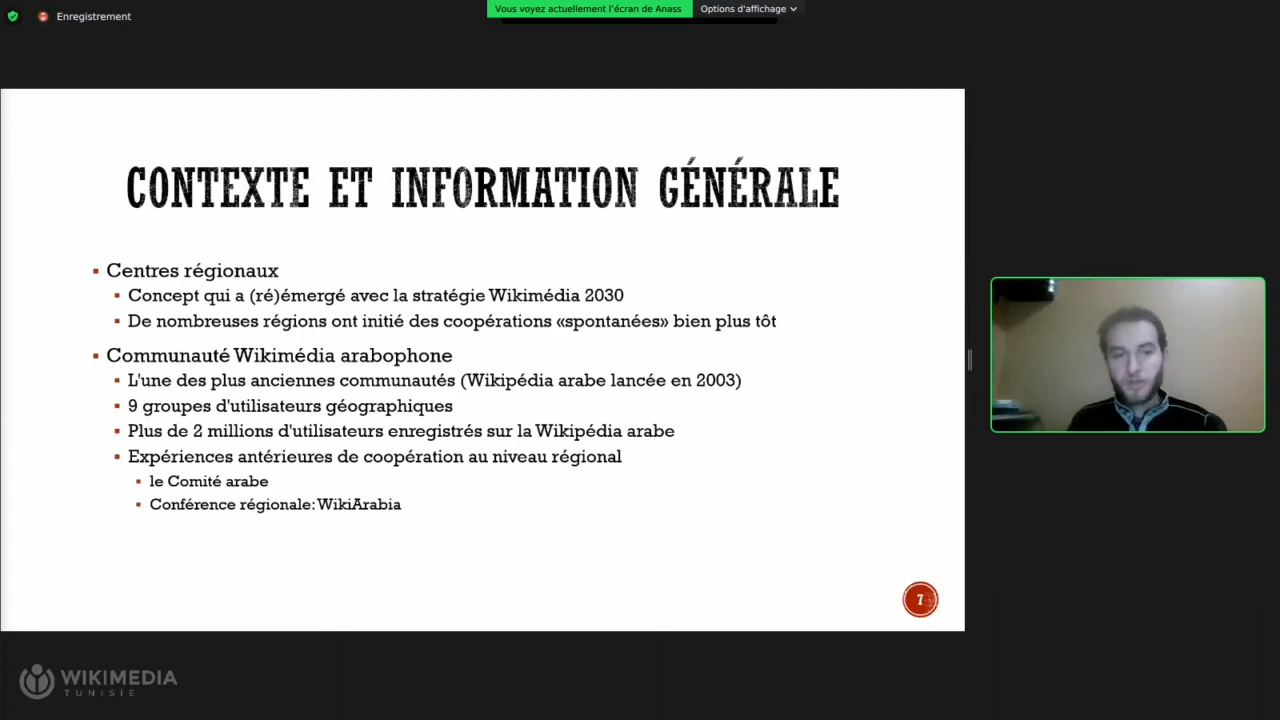 Enregistrement
Vous voyez actuellement l'écran de Anass
Options d'affichage
CONTEXTE ET INFORMATION GÉNÉRALE
Centres régionaux
Concept qui a (ré)émergé avec la stratégie Wikimédia 2030
De nombreuses régions ont initié des coopérations «spontanées» bien plus tôt
Communauté Wikimédia arabophone
L'une des plus anciennes communautés (Wikipédia arabe lancée en 2003)
9 groupes d'utilisateurs géographiques
Plus de 2 millions d'utilisateurs enregistrés sur la Wikipédia arabe
Expériences antérieures de coopération au niveau régional
le Comité arabe
Conférence régionale: WikiArabia
7
WIKIMEDIA
TUNISIE